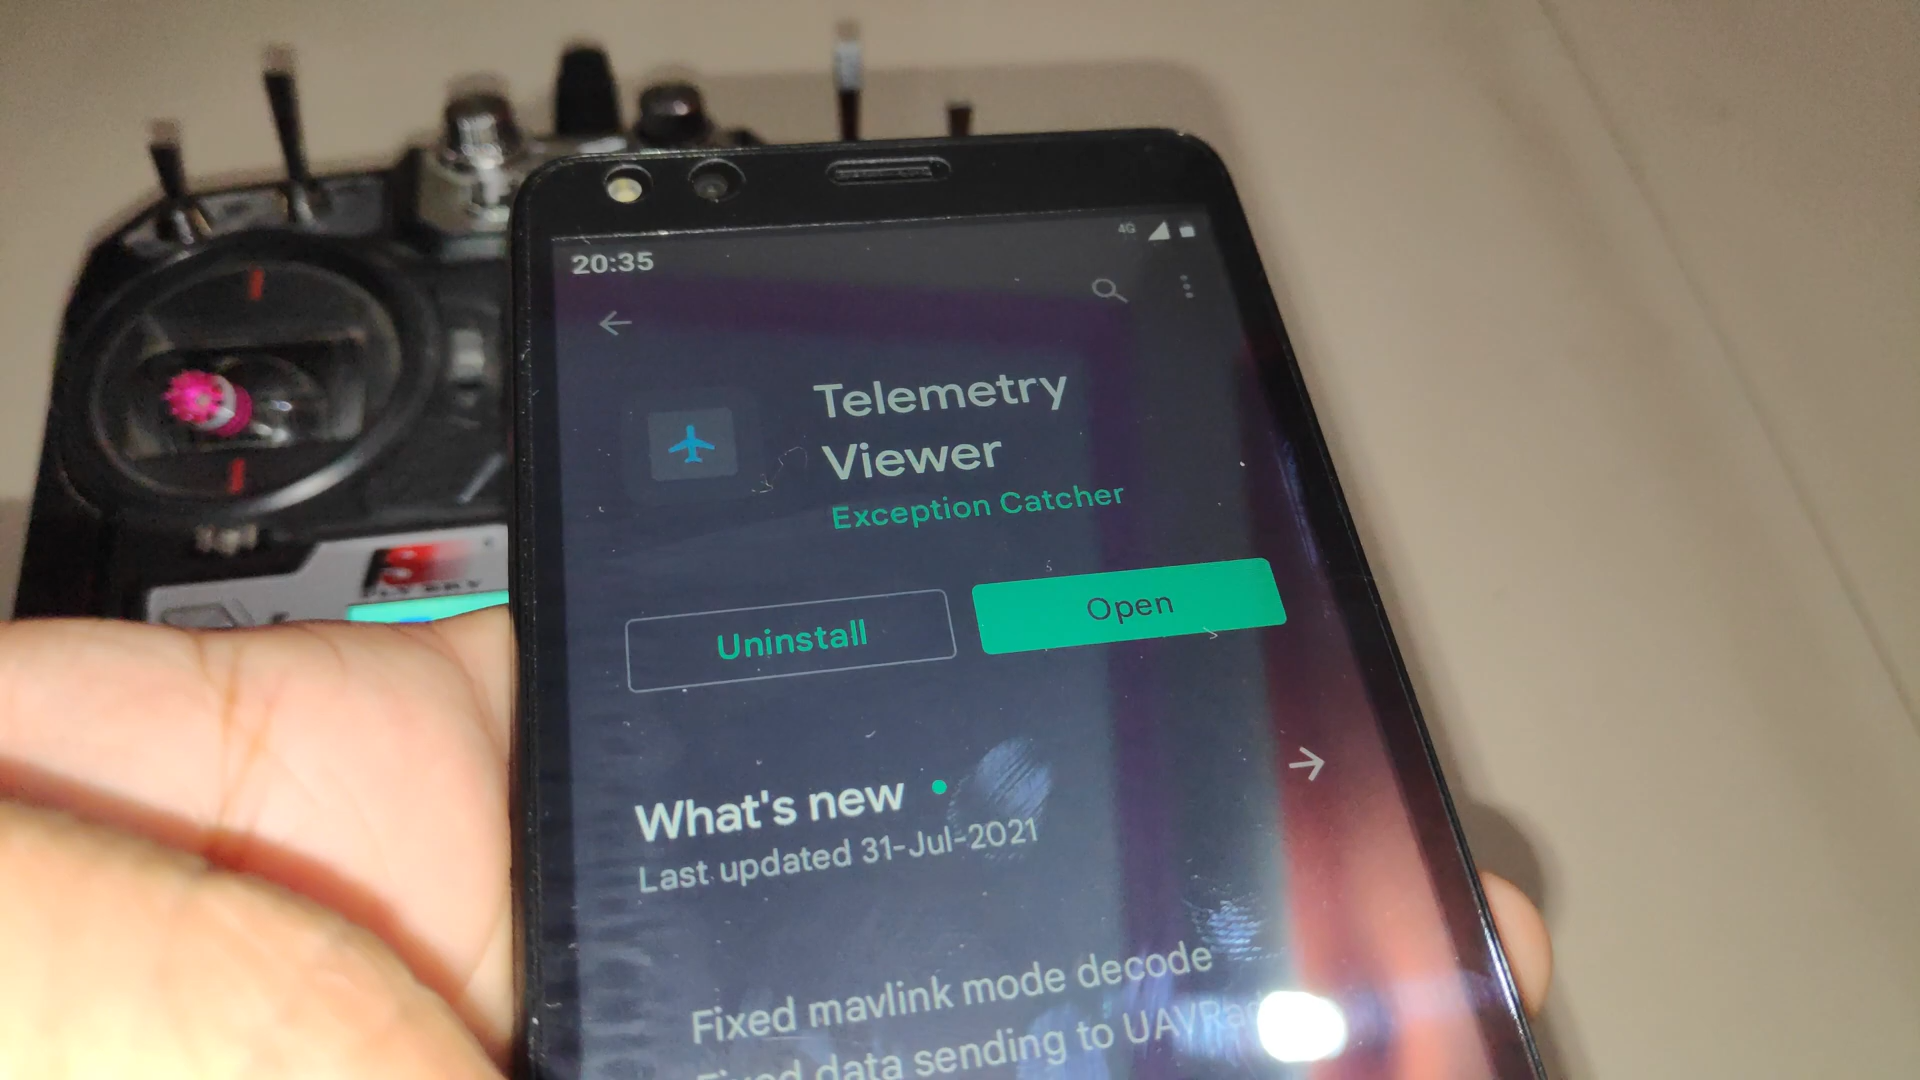 4G
20:35
Telemetry
Viewer
Exception Catcher
Uninstall
Open
What's new
Last updated 31-Jul-2021
Fixed mavlink mode decode
Fixed data sending to